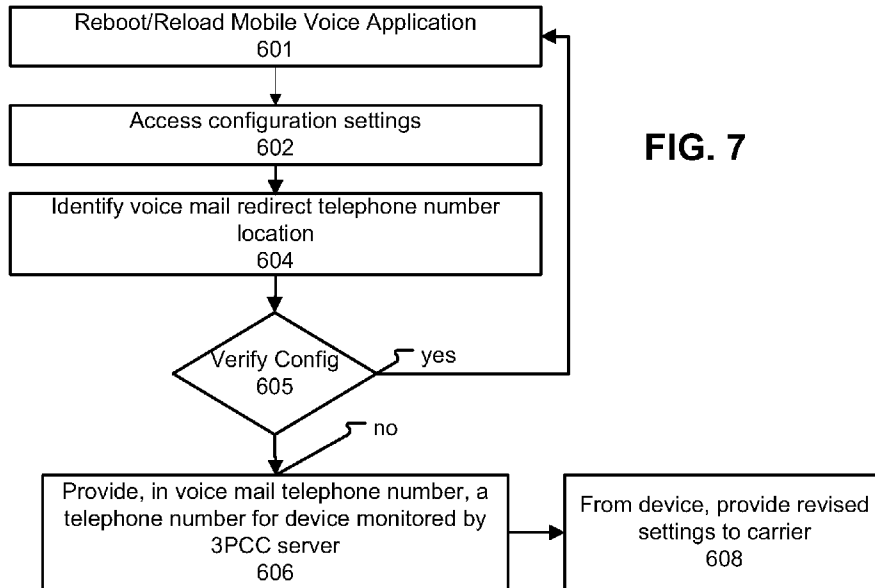 Reboot/Reload Mobile Voice Application
601
Access configuration settings
602
FIG. 7
Identify voice mail redirect telephone number
location
604
Verify Config
605
yes
no
Provide, in voice mail telephone number, a
telephone number for device monitored by
3PCC server
606
From device, provide revised
settings to carrier
608